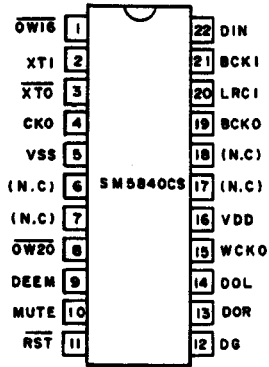 OW16 1 22 DIN
XTI 2 21 BCKI
XTO 3 20 LRCI
CKO 4 19 BCKO
VSS 5 18 (N.C)
(N.C) 6 SM5840CS 17 (N.C)
(N.C) 7 16 VDD
OW20 8 15 WCKO
DEEM 9 14 DOL
MUTE 10 13 DOR
RST 11 12 DG